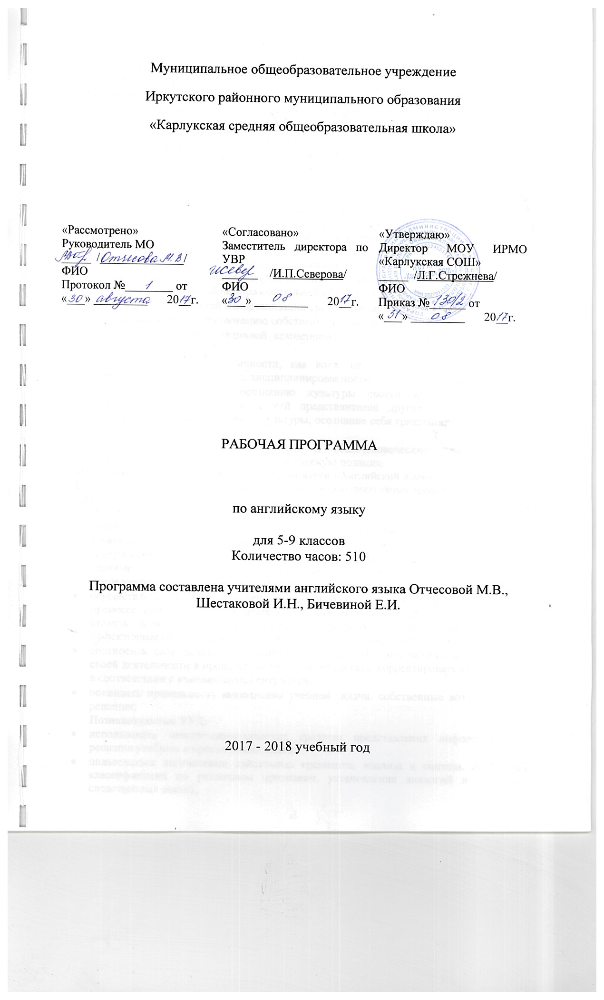 Муниципальное общеобразовательное учреждение
Иркутского районного муниципального образования
«Карлукская средняя общеобразовательная школа»
«Рассмотрено»
Руководитель МО
/Отчесова М.В/
ФИО
Протокол №1 от
«30» августа 2017г.
«Согласовано»
Заместитель директора по
УВР
/И.П.Северова/
ФИО
«30» 08 2017г.
«Утверждаю»
Директор МОУ ИРМО
«Карлукская СОШ»
/Л.Г.Стрежнева/
ФИО
Приказ №130/2 от
«31» 08 2017г.
РАБОЧАЯ ПРОГРАММА
по английскому языку
для 5-9 классов
Количество часов: 510
Программа составлена учителями английского языка Отчесовой М.В.,
Шестаковой И.Н., Бичевиной Е.И.
2017 - 2018 учебный год